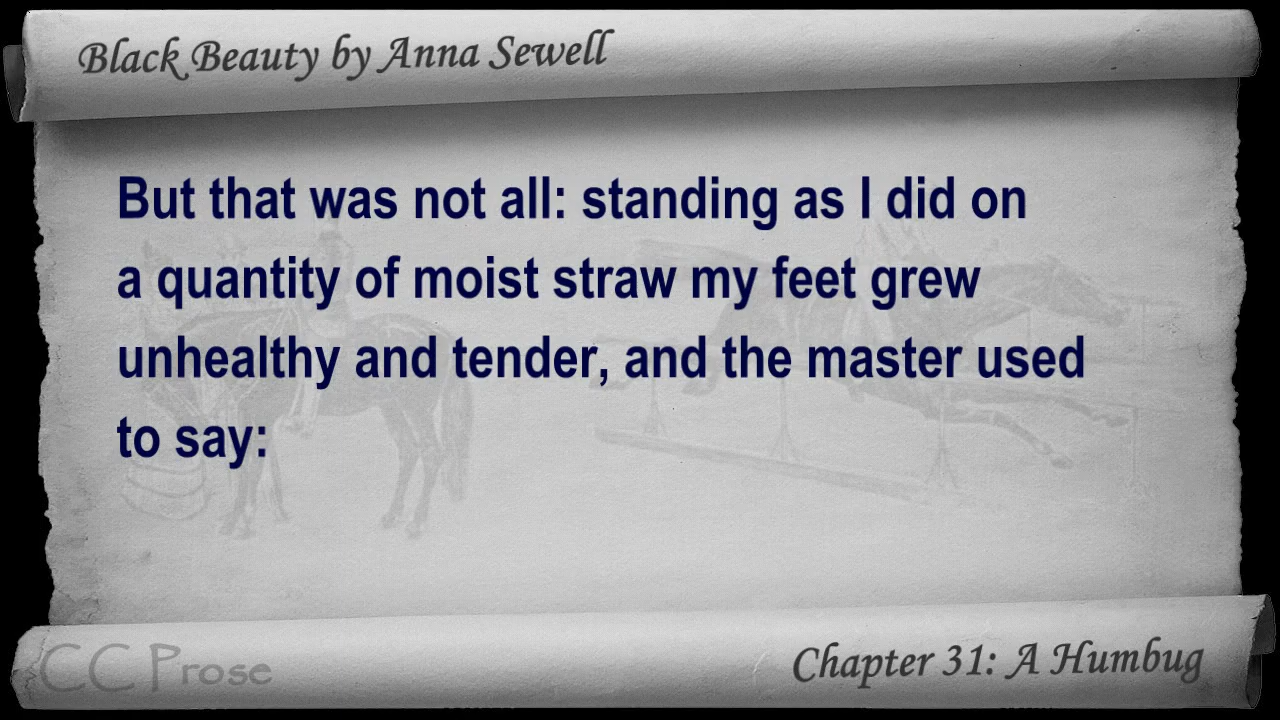 Black Beauty by Anna Sewell
But that was not all: standing as I did on
a quantity of moist straw my feet grew
unhealthy and tender, and the master used
to say:
CC Prose
Chapter 31: A Humbug